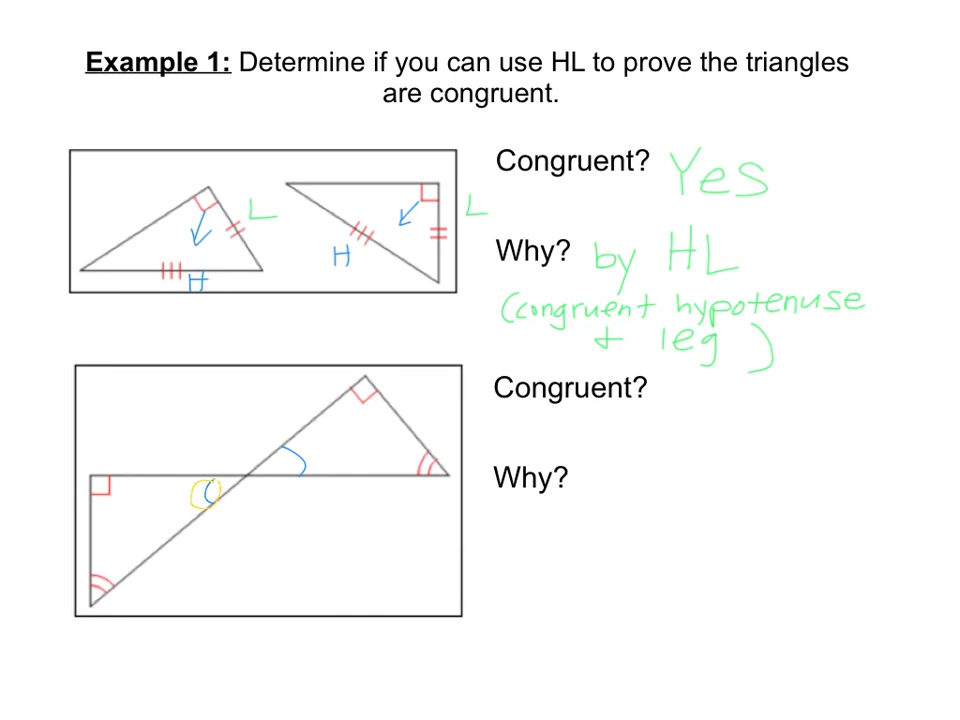 Example 1: Determine if you can use HL to prove the triangles
are congruent.
Congruent? Yes
L
L
H
H
Why? by HL
(congruent hypotenuse
+ leg)
Congruent?
Why?